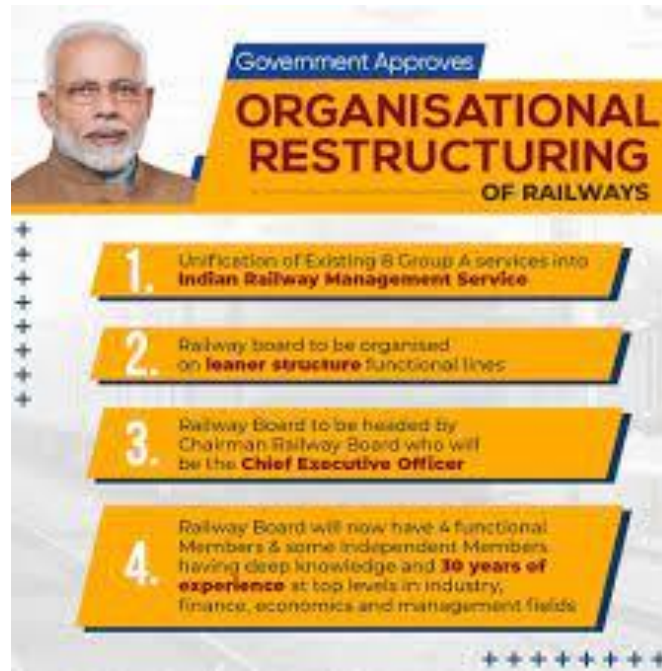 Government Approves
ORGANISATIONAL
RESTRUCTURING
OF RAILWAYS
1. Unification of Existing 8 Group A services into
Indian Railway Management Service
2. Railway board to be organised
on leaner structure functional lines
3. Railway Board to be headed by
Chairman Railway Board who will
be the Chief Executive Officer
4. Railway Board will now have 4 functional
Members & some Independent Members
having deep knowledge and 30 years of
experience at top levels in industry,
finance, economics and management fields